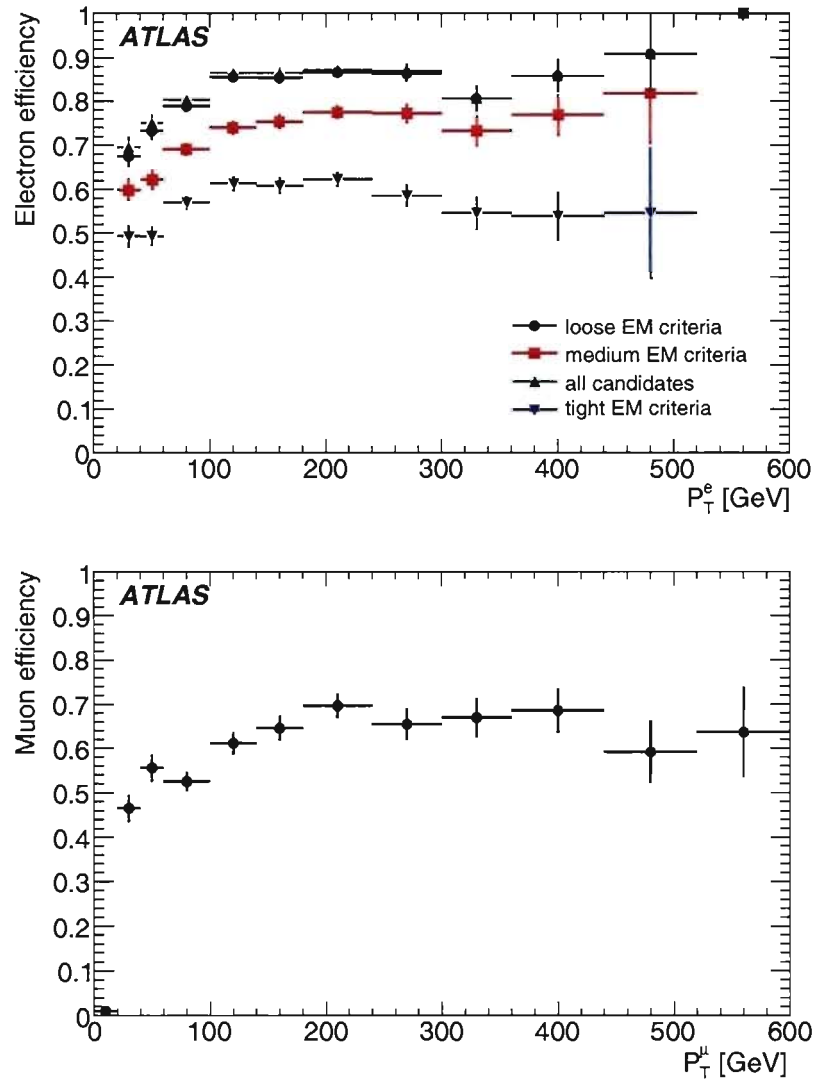 ATLAS
Electron efficiency
1
0.9
0.8
0.7
0.6
0.5
0.4
0.3
0.2
0.1
0
loose EM criteria
medium EM criteria
all candidates
tight EM criteria
0 100 200 300 400 500 600
P_T^e [GeV]
ATLAS
Muon efficiency
1
0.9
0.8
0.7
0.6
0.5
0.4
0.3
0.2
0.1
0
0 100 200 300 400 500 600
P_T^μ [GeV]